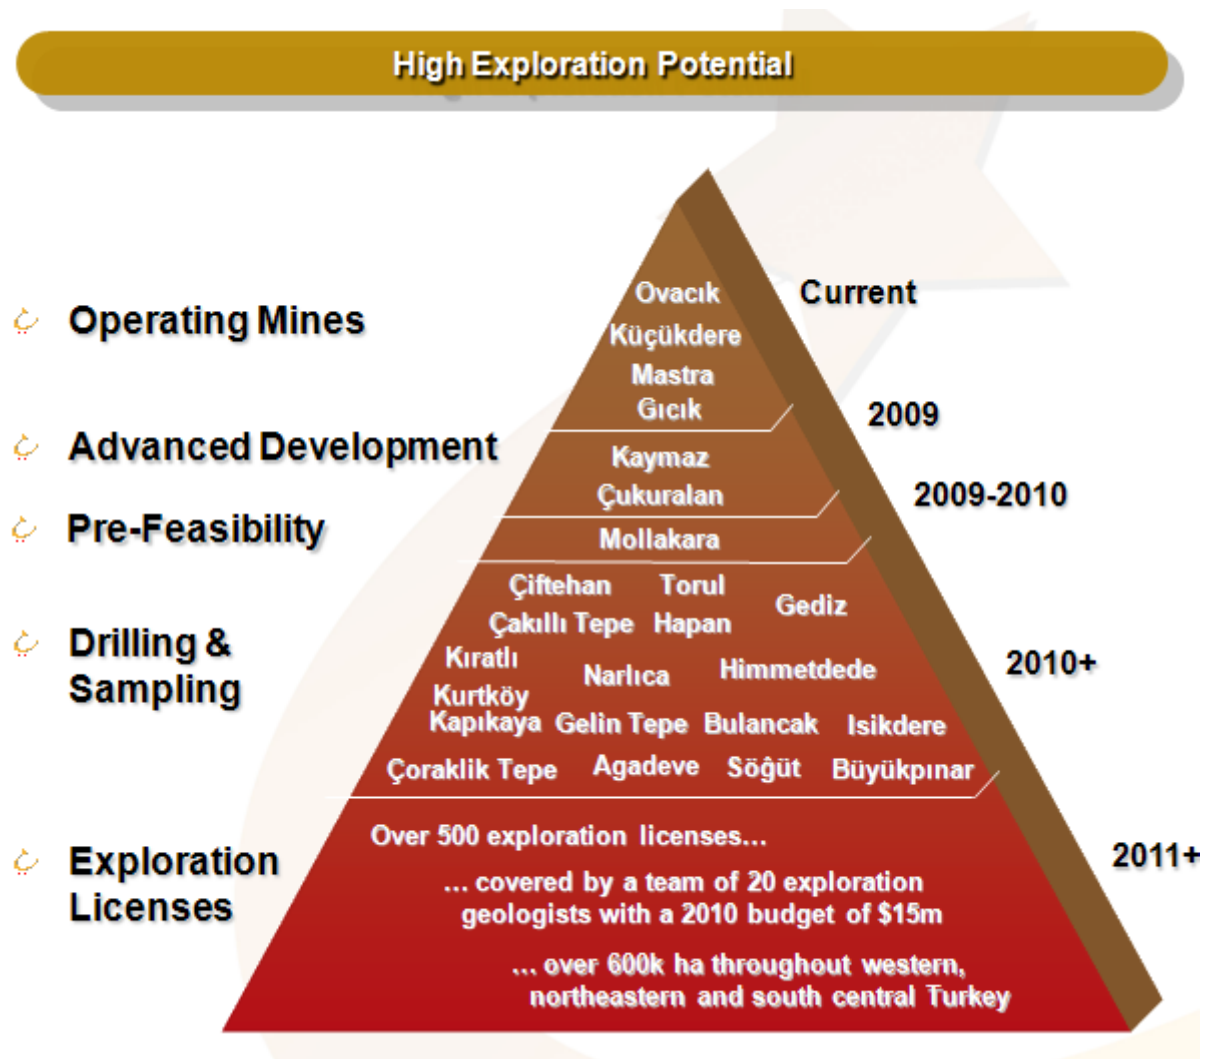 High Exploration Potential
Operating Mines
Advanced Development
Pre-Feasibility
Drilling &
Sampling
Exploration
Licenses
Ovacık
Küçükdere
Mastra
Gıcık
Kaymaz
Çukuralan
Mollakara
Çiftehan Torul
Gediz
Çakıllı Tepe Hapan
Kıratlı
Narlıca Himmetdede
Kurtköy
Kapıkaya Gelin Tepe Bulancak Isikdere
Çoraklik Tepe Agadeve Söĝüt Büyükpınar
Over 500 exploration licenses...
... covered by a team of 20 exploration
geologists with a 2010 budget of $15m
... over 600k ha throughout western,
northeastern and south central Turkey
Current
2009
2009-2010
2010+
2011+